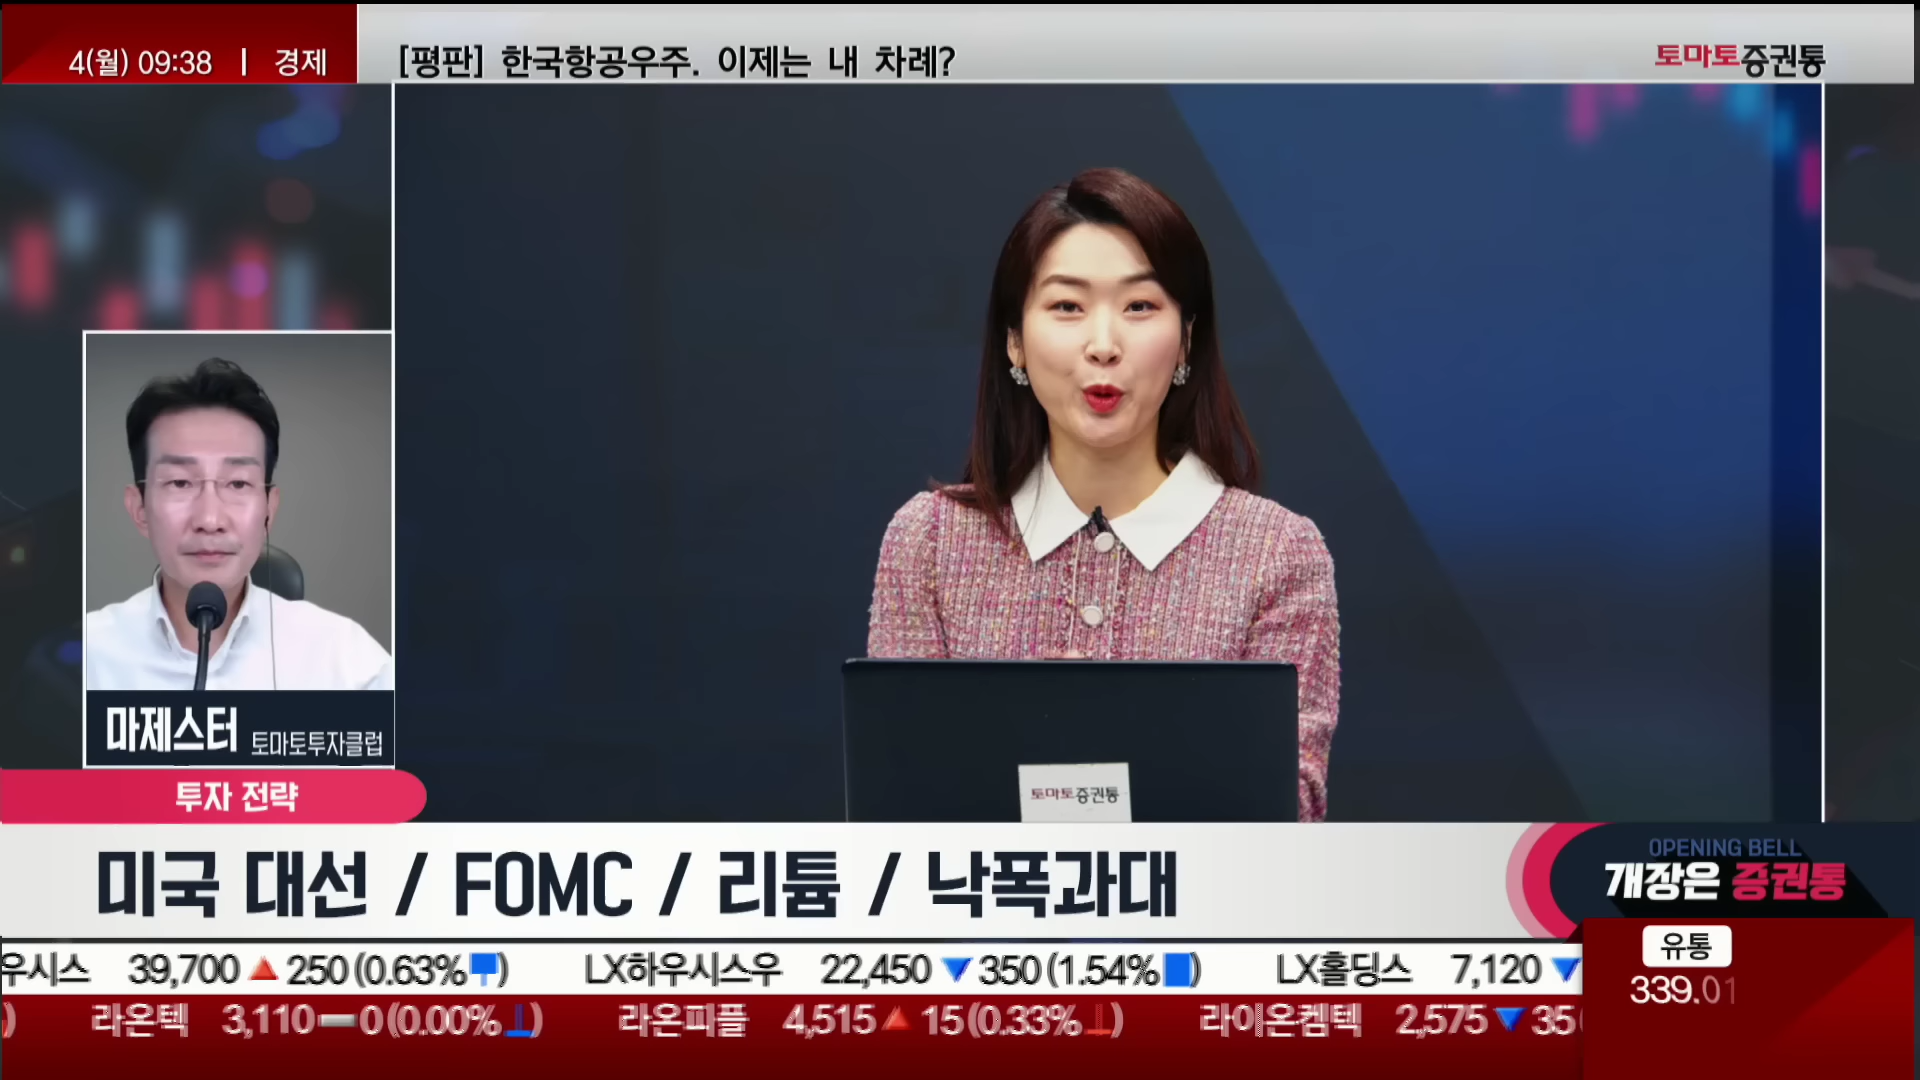 4(월) 09:38 | 경제
[평판] 한국항공우주. 이제는 내 차례?
토마토증권통
마제스터 토마토투자클럽
투자 전략
토마토증권통
미국 대선 / FOMC / 리튬 / 낙폭과대
OPENING BELL
개장은 증권통
우시스 39,700 ▲ 250 (0.63% ) LX하우시스우 22,450 ▼ 350 (1.54% ) LX홀딩스 7,120 ▼
) 라온텍 3,110 0 (0.00% ) 라온피플 4,515 ▲ 15 (0.33% ) 라이온켐텍 2,575 ▼ 35
유통
339.01